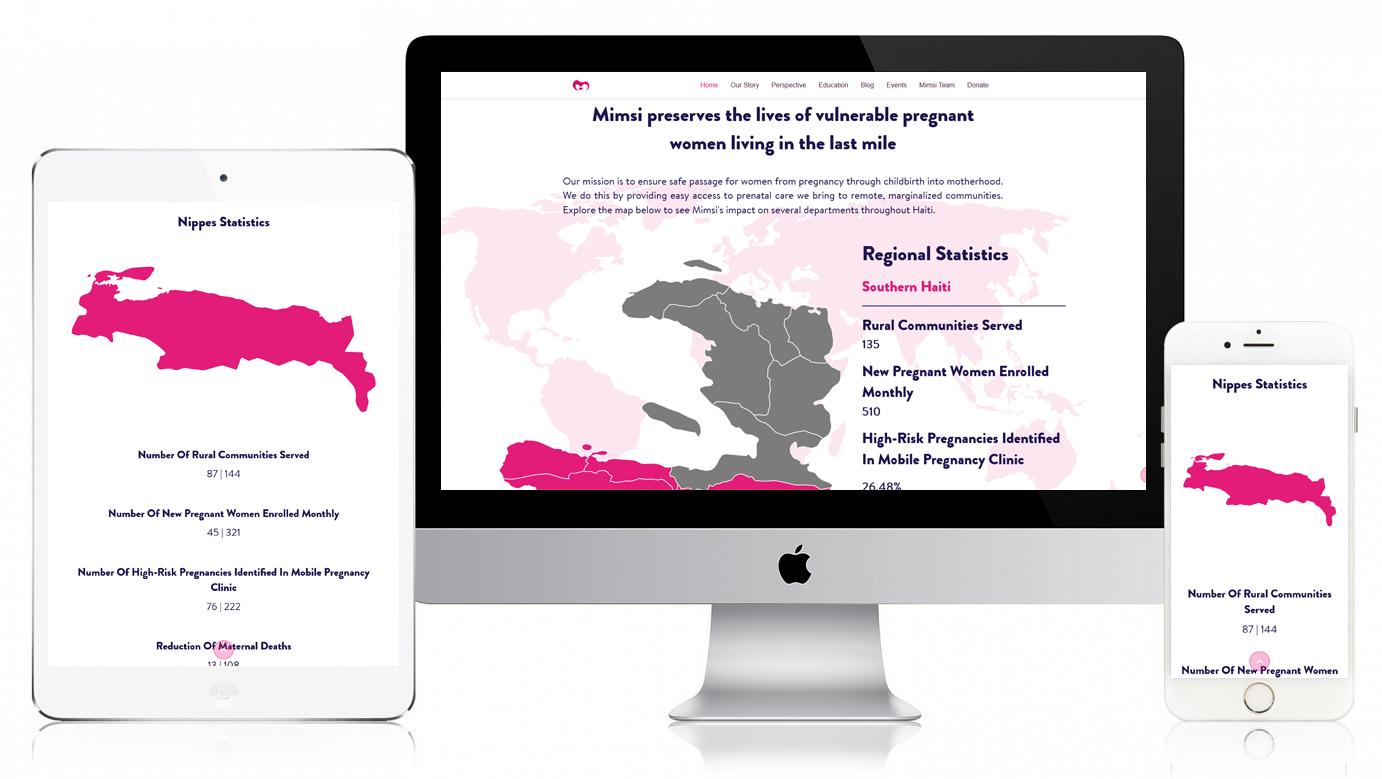 Nippes Statistics
Number Of Rural Communities Served
87 | 144
Number Of New Pregnant Women Enrolled Monthly
45 | 321
Number Of High-Risk Pregnancies Identified In Mobile Pregnancy
Clinic
76 | 222
Reduction Of Maternal Deaths
13 | 108
Home Our Story Perspective Education Blog Events Mimsi Team Donate
Mimsi preserves the lives of vulnerable pregnant
women living in the last mile
Our mission is to ensure safe passage for women from pregnancy through childbirth into motherhood.
We do this by providing easy access to prenatal care we bring to remote, marginalized communities.
Explore the map below to see Mimsi's impact on several departments throughout Haiti.
Regional Statistics
Southern Haiti
Rural Communities Served
135
New Pregnant Women Enrolled
Monthly
510
High-Risk Pregnancies Identified
In Mobile Pregnancy Clinic
26.48%
Nippes Statistics
Number Of Rural Communities
Served
87 | 144
Number Of New Pregnant Women